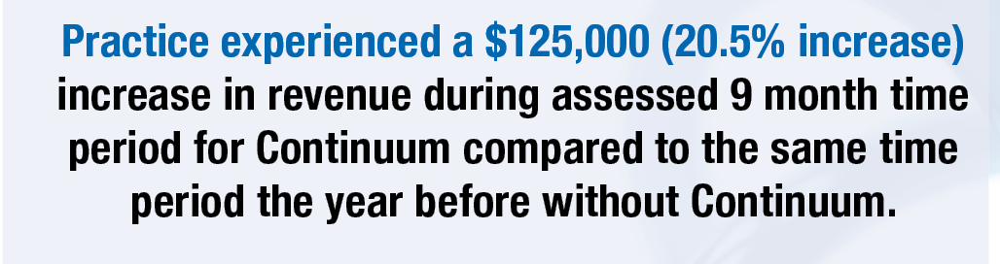 Practice experienced a $125,000 (20.5% increase)
increase in revenue during assessed 9 month time
period for Continuum compared to the same time
period the year before without Continuum.